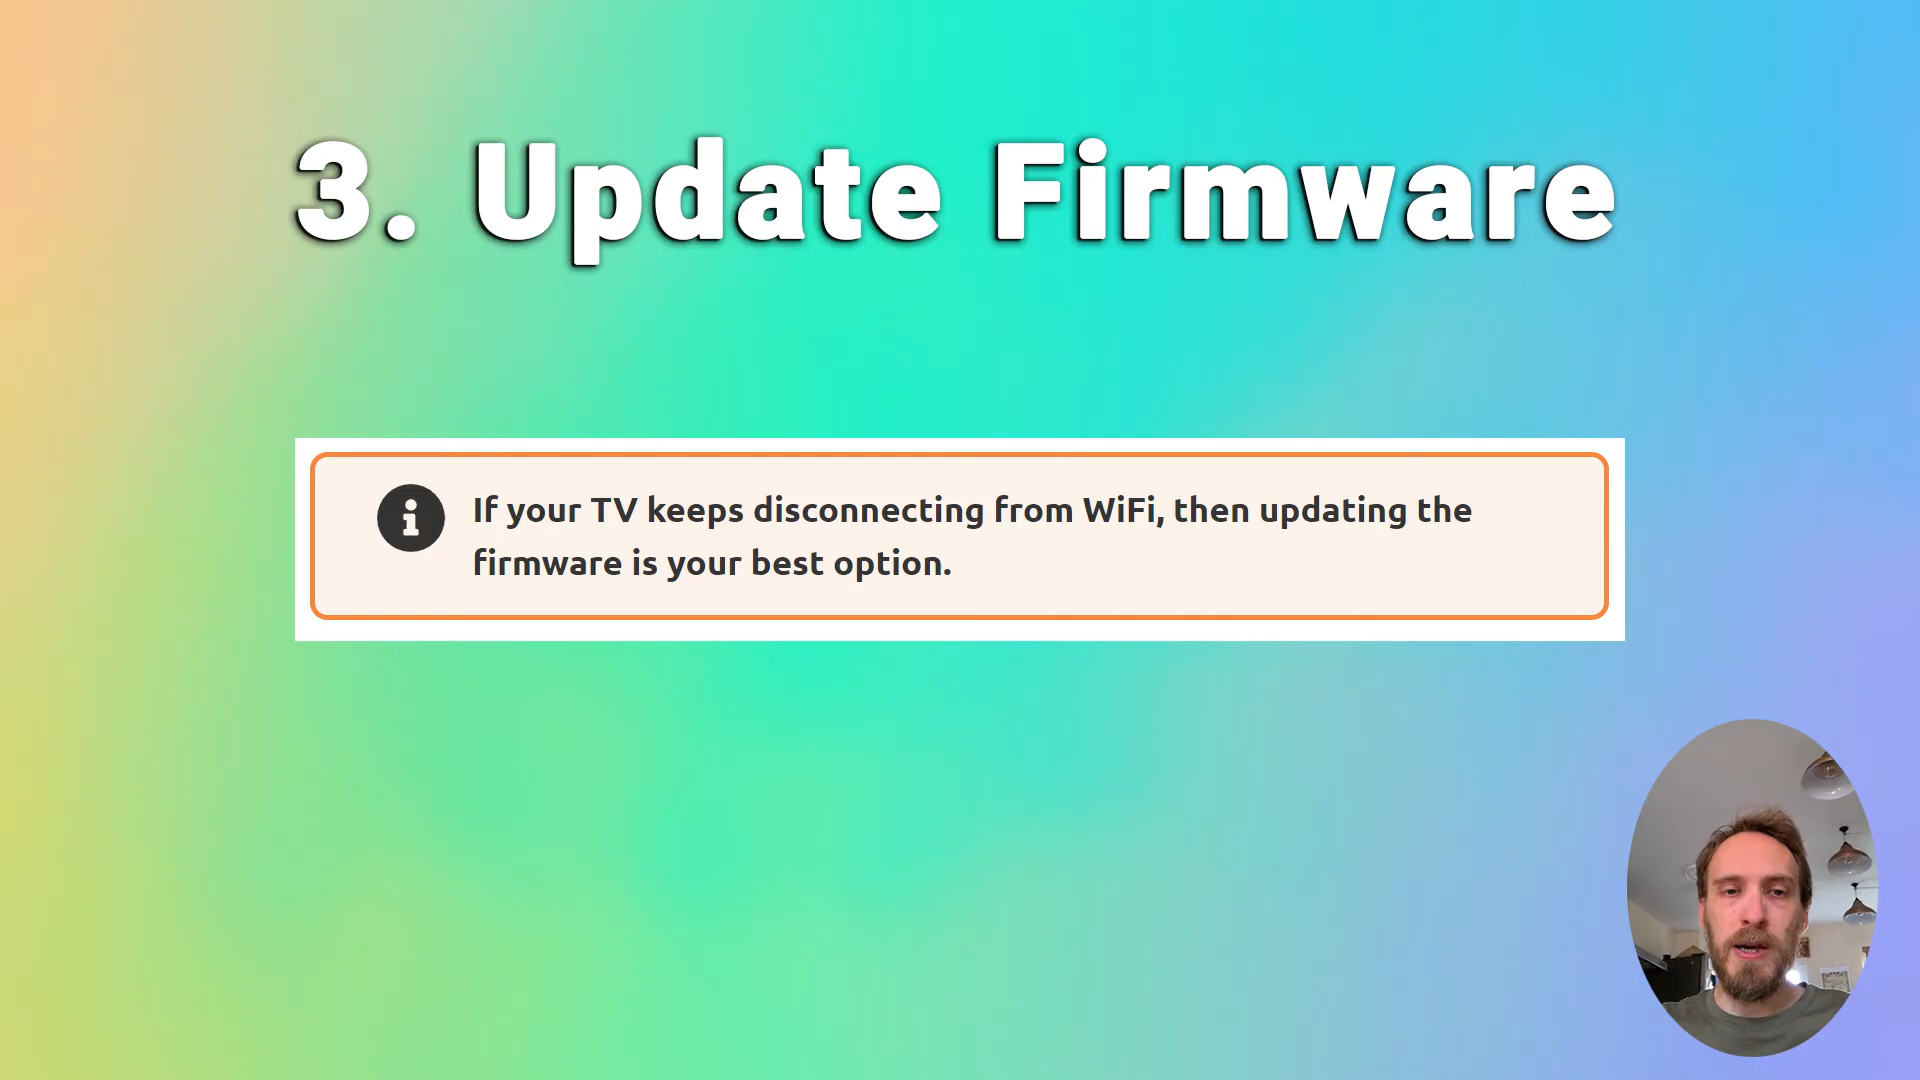 3. Update Firmware
If your TV keeps disconnecting from WiFi, then updating the
firmware is your best option.